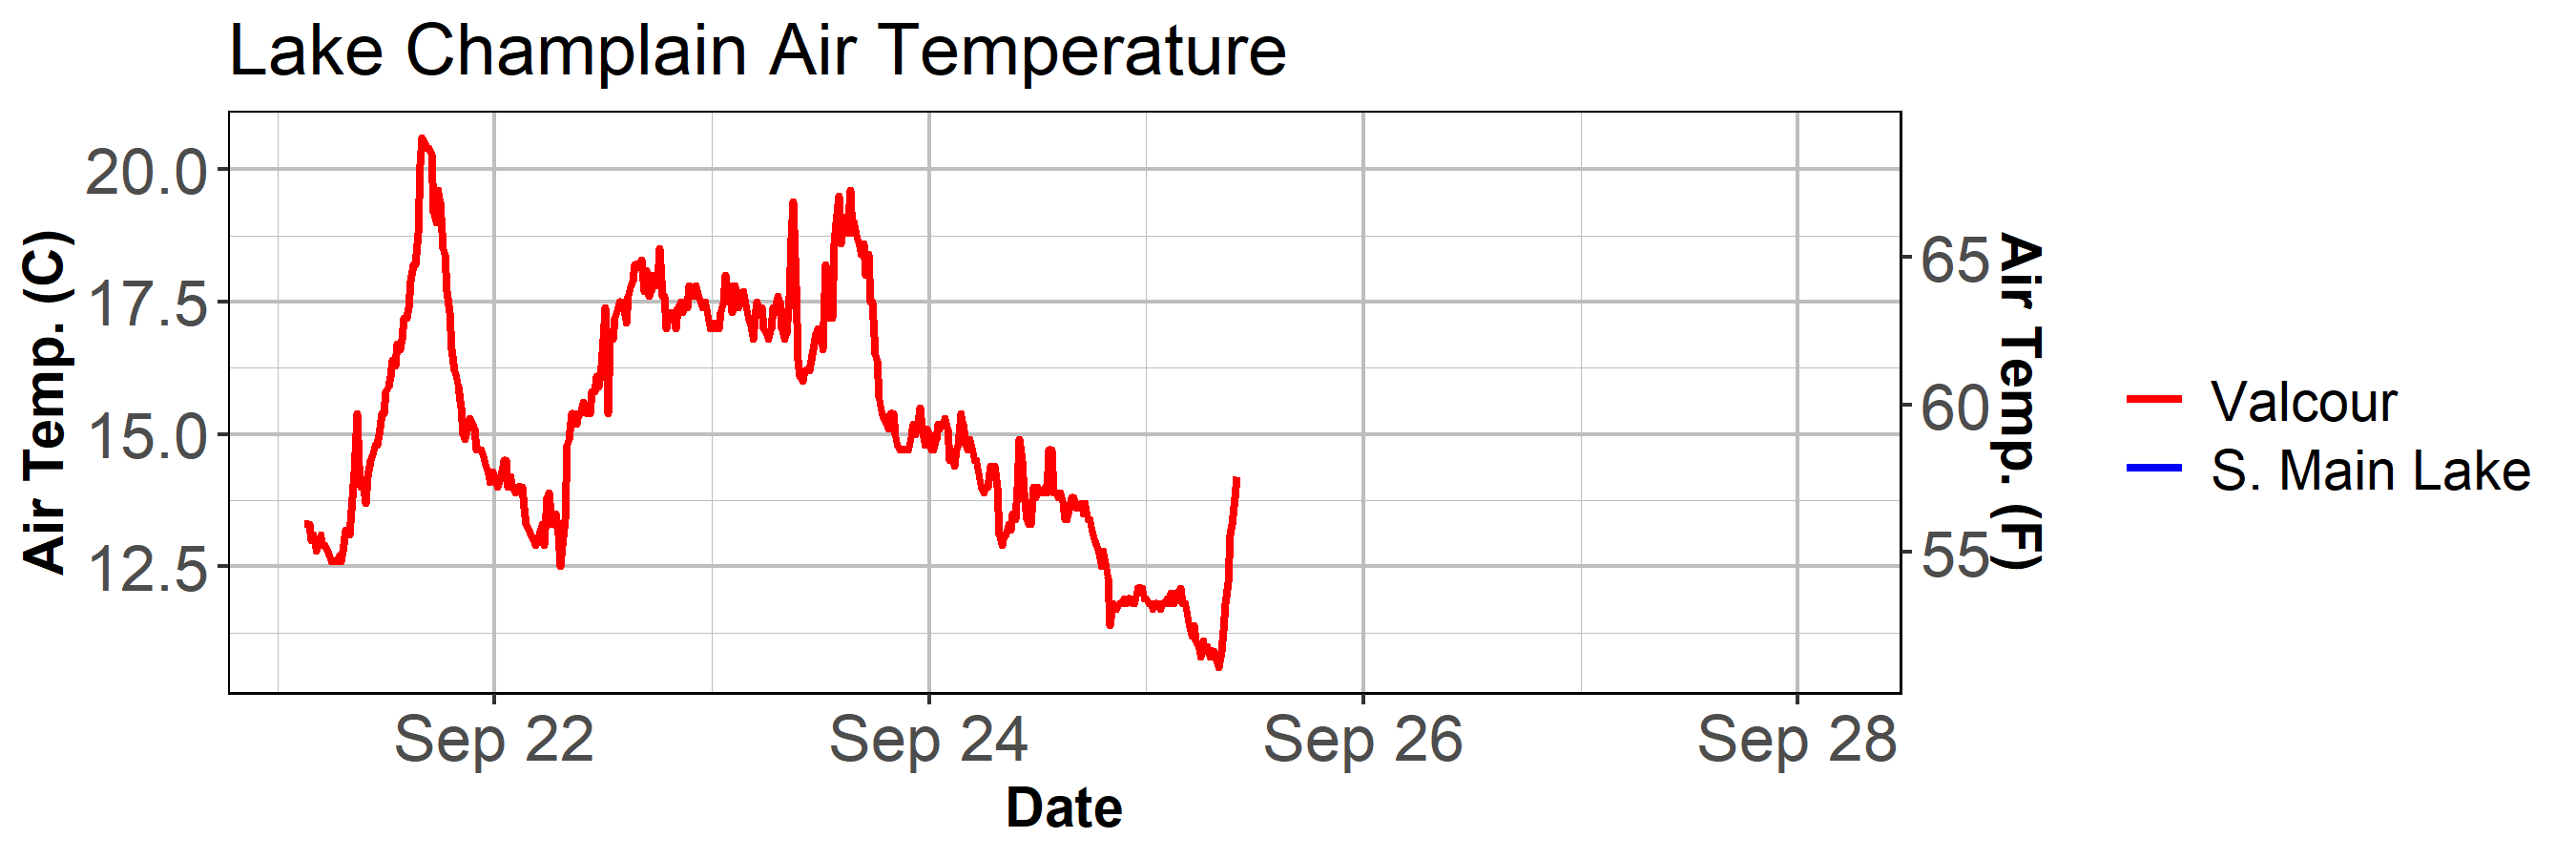 Lake Champlain Air Temperature
Air Temp. (C)
20.0
17.5
15.0
12.5
65
60
55
Air Temp. (F)
Sep 22
Sep 24
Sep 26
Sep 28
Date
Valcour
S. Main Lake